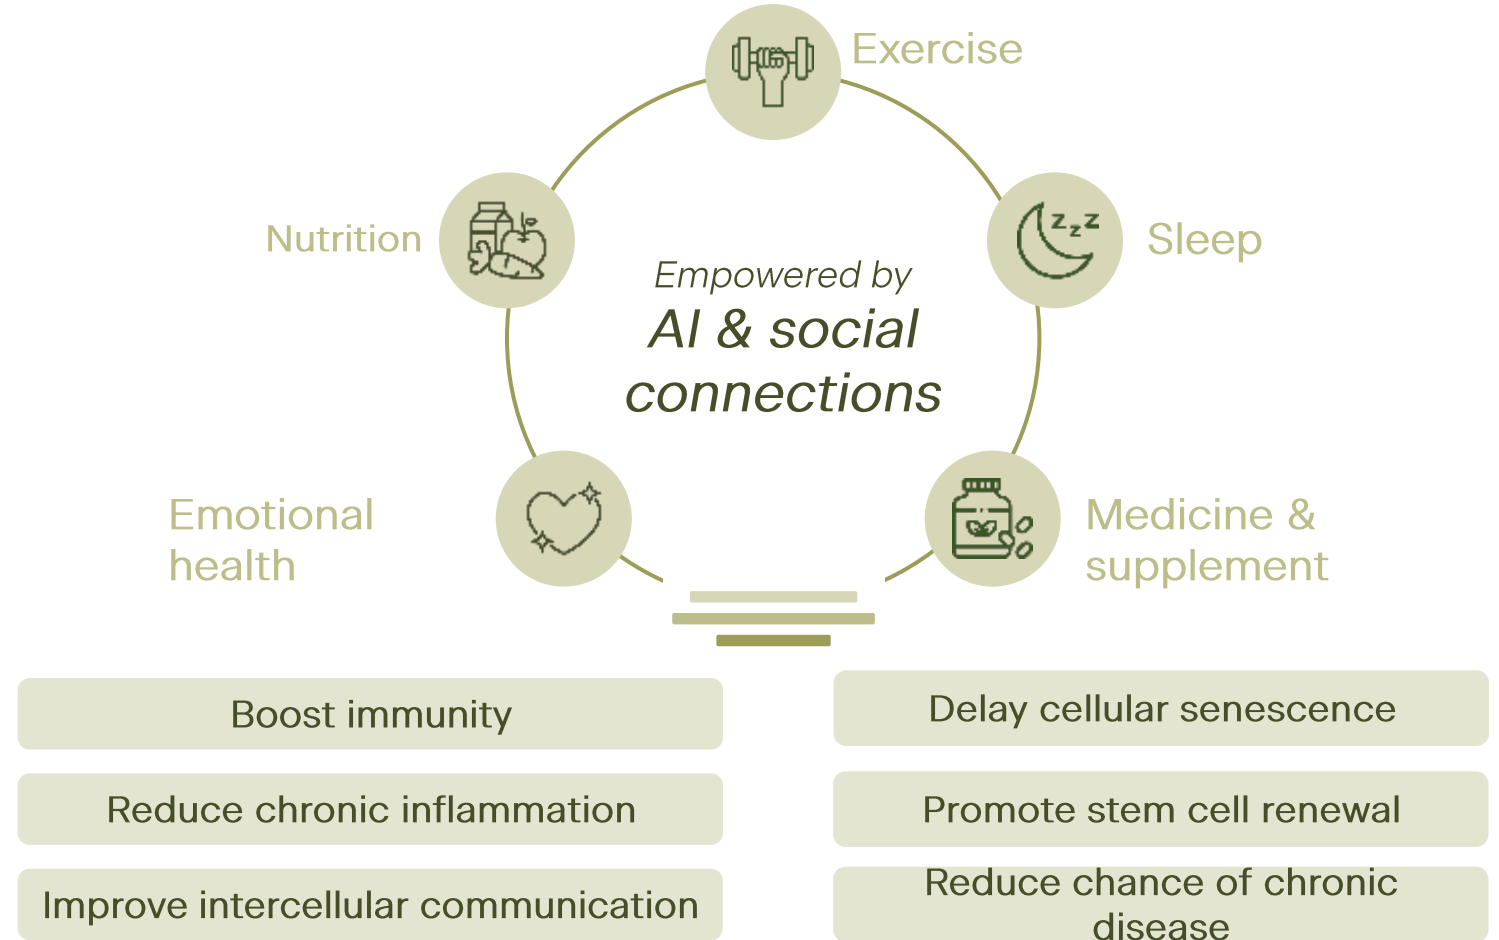 Exercise
Nutrition
Sleep
z z z
Empowered by
AI & social
connections
Emotional
health
Medicine &
supplement
Boost immunity
Delay cellular senescence
Reduce chronic inflammation
Promote stem cell renewal
Improve intercellular communication
Reduce chance of chronic
disease